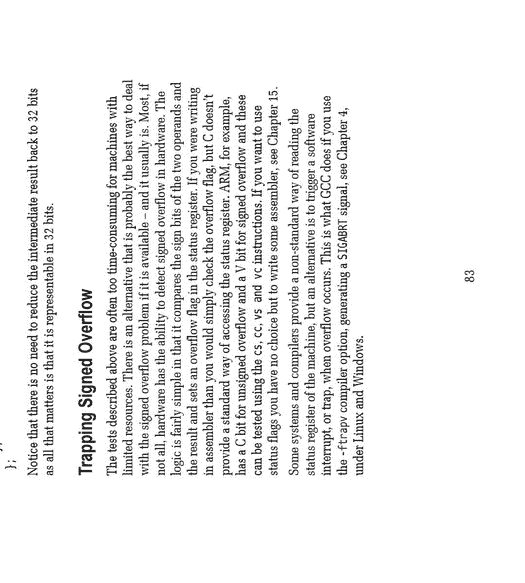 };
Notice that there is no need to reduce the intermediate result back to 32 bits
as all that matters is that it is representable in 32 bits.
Trapping Signed Overflow
The tests described above are often too time-consuming for machines with
limited resources. There is an alternative that is probably the best way to deal
with the signed overflow problem if it is available – and it usually is. Most, if
not all, hardware has the ability to detect signed overflow in hardware. The
logic is fairly simple in that it compares the sign bits of the two operands and
the result and sets an overflow flag in the status register. If you were writing
in assembler than you would simply check the overflow flag, but C doesn't
provide a standard way of accessing the status register. ARM, for example,
has a C bit for unsigned overflow and a V bit for signed overflow and these
can be tested using the cs, cc, vs and vc instructions. If you want to use
status flags you have no choice but to write some assembler, see Chapter 15.
Some systems and compilers provide a non-standard way of reading the
status register of the machine, but an alternative is to trigger a software
interrupt, or trap, when overflow occurs. This is what GCC does if you use
the -ftrapv compiler option, generating a SIGABRT signal, see Chapter 4,
under Linux and Windows.
83